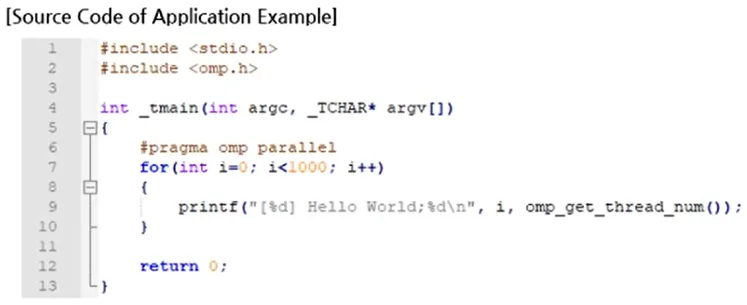 [Source Code of Application Example]
1 #include <stdio.h>
2 #include <omp.h>
3
4 int _tmain(int argc, _TCHAR* argv[])
5 {
6 #pragma omp parallel
7 for(int i=0; i<1000; i++)
8 {
9 printf("[%d] Hello World;%d\n", i, omp_get_thread_num());
10 }
11
12 return 0;
13 }